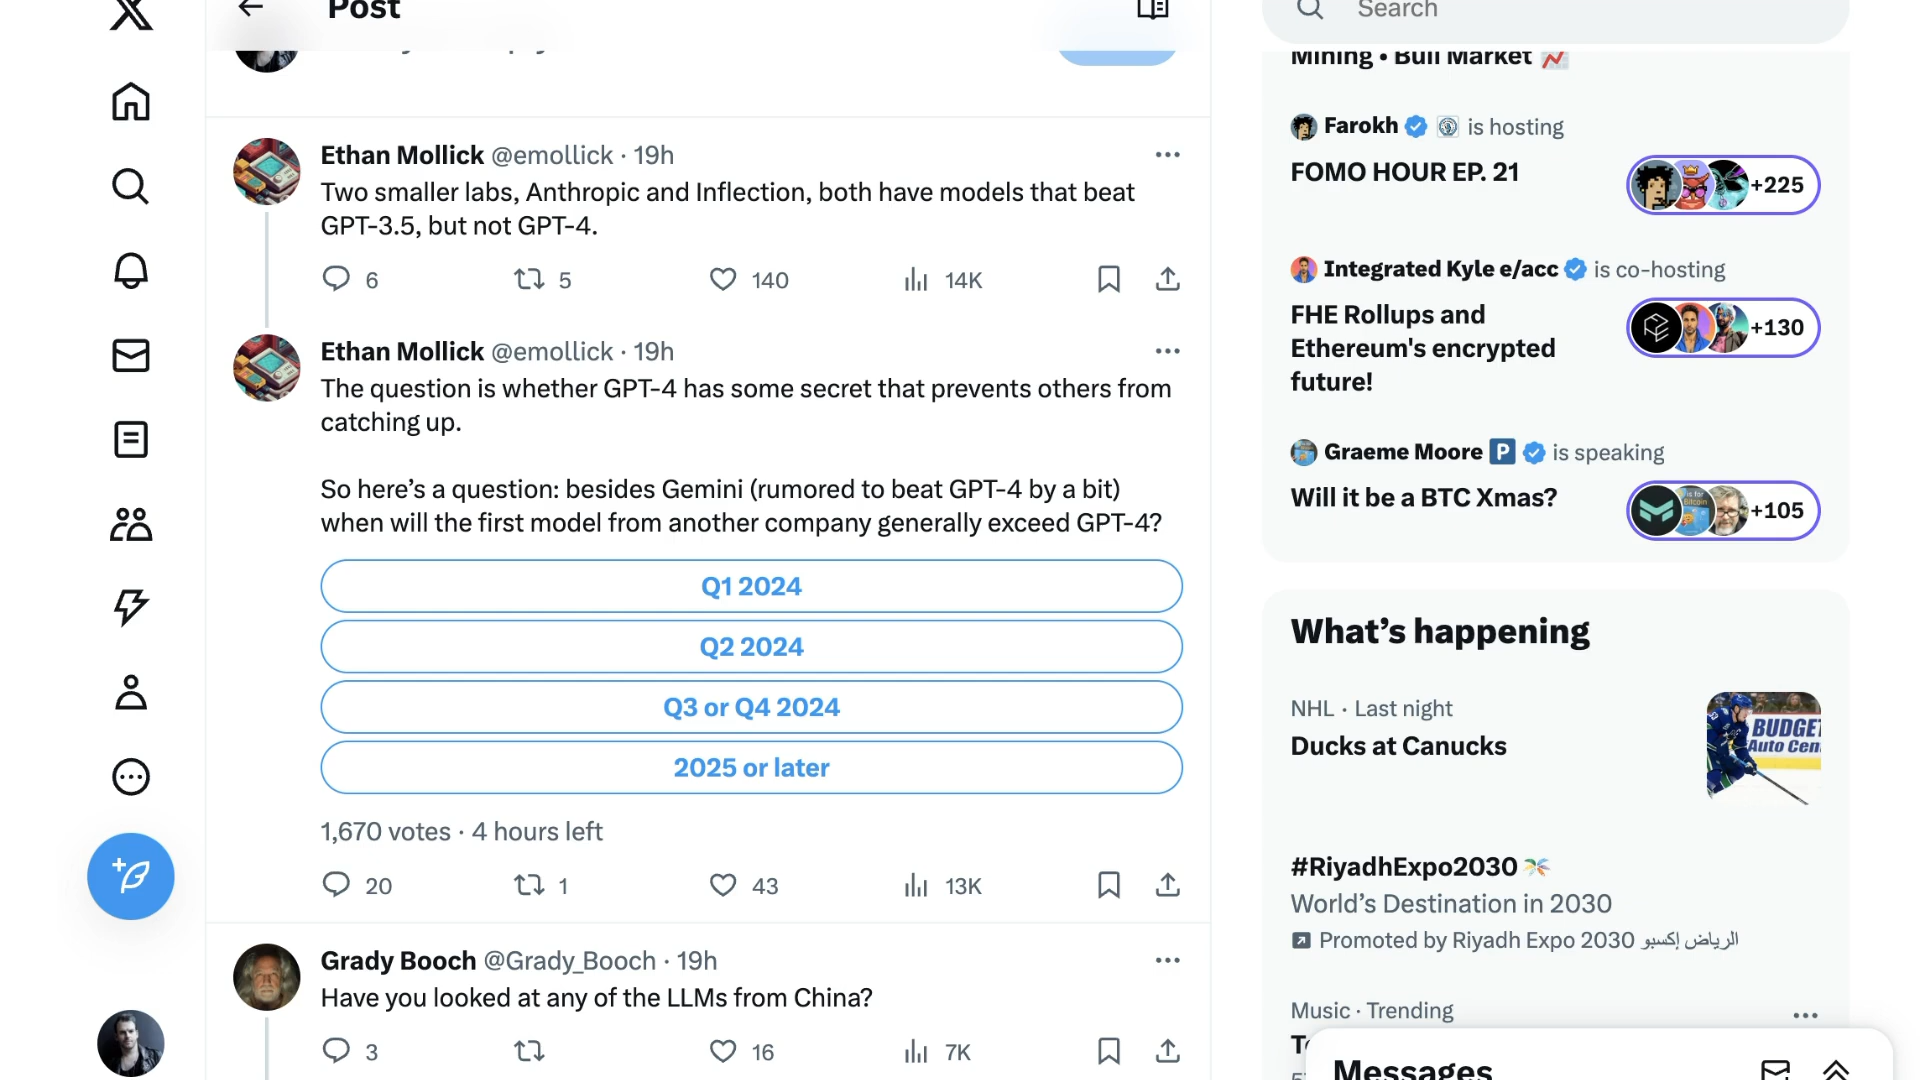 Post
Ethan Mollick @emollick · 19h
Two smaller labs, Anthropic and Inflection, both have models that beat
GPT-3.5, but not GPT-4.
6 5 140 14K
Ethan Mollick @emollick · 19h
The question is whether GPT-4 has some secret that prevents others from
catching up.
So here’s a question: besides Gemini (rumored to beat GPT-4 by a bit)
when will the first model from another company generally exceed GPT-4?
Q1 2024
Q2 2024
Q3 or Q4 2024
2025 or later
1,670 votes · 4 hours left
20 1 43 13K
Grady Booch @Grady_Booch · 19h
Have you looked at any of the LLMs from China?
3 16 7K
Search
Mining • Bull Market
Farokh is hosting
FOMO HOUR EP. 21
+225
Integrated Kyle e/acc is co-hosting
FHE Rollups and
Ethereum's encrypted
future!
+130
Graeme Moore P is speaking
Will it be a BTC Xmas?
+105
What’s happening
NHL · Last night
Ducks at Canucks
BUDGET
Auto Cen
#RiyadhExpo2030
World’s Destination in 2030
Promoted by Riyadh Expo 2030 الرياض إكسبو
Music · Trending
Messages